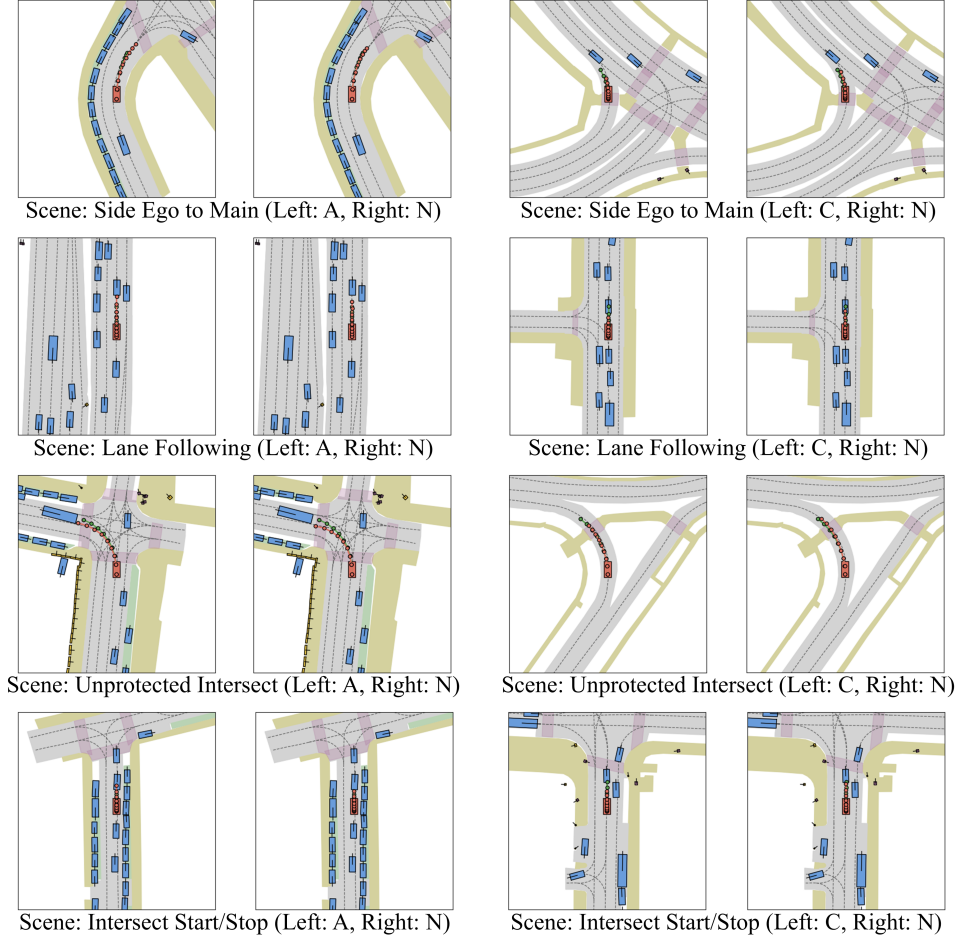 Scene: Side Ego to Main (Left: A, Right: N)
Scene: Side Ego to Main (Left: C, Right: N)
Scene: Lane Following (Left: A, Right: N)
Scene: Lane Following (Left: C, Right: N)
Scene: Unprotected Intersect (Left: A, Right: N)
Scene: Unprotected Intersect (Left: C, Right: N)
Scene: Intersect Start/Stop (Left: A, Right: N)
Scene: Intersect Start/Stop (Left: C, Right: N)